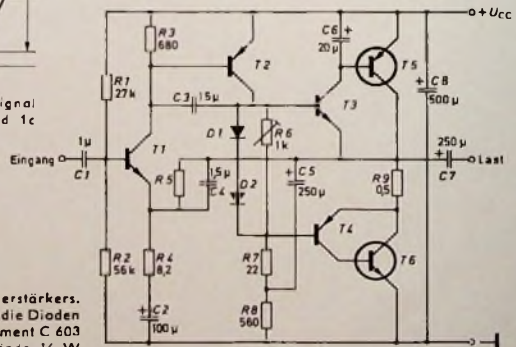 ignal
d 1c
erstärkers.
die Dioden
ment C 603
o+UCC
R3
680
C6 +
20µ
T5
T2
R1
27k
C8
500µ
C3 15µ
T3
1µ
Eingang
C1
T1
D1
R6
1k
250µ
Last
C7
R5
1,5µ
C4
D2
C5
250µ
R9
0,5
T4
R2
56k
R4
8,2
R7
22
T6
C2
100µ
R8
560